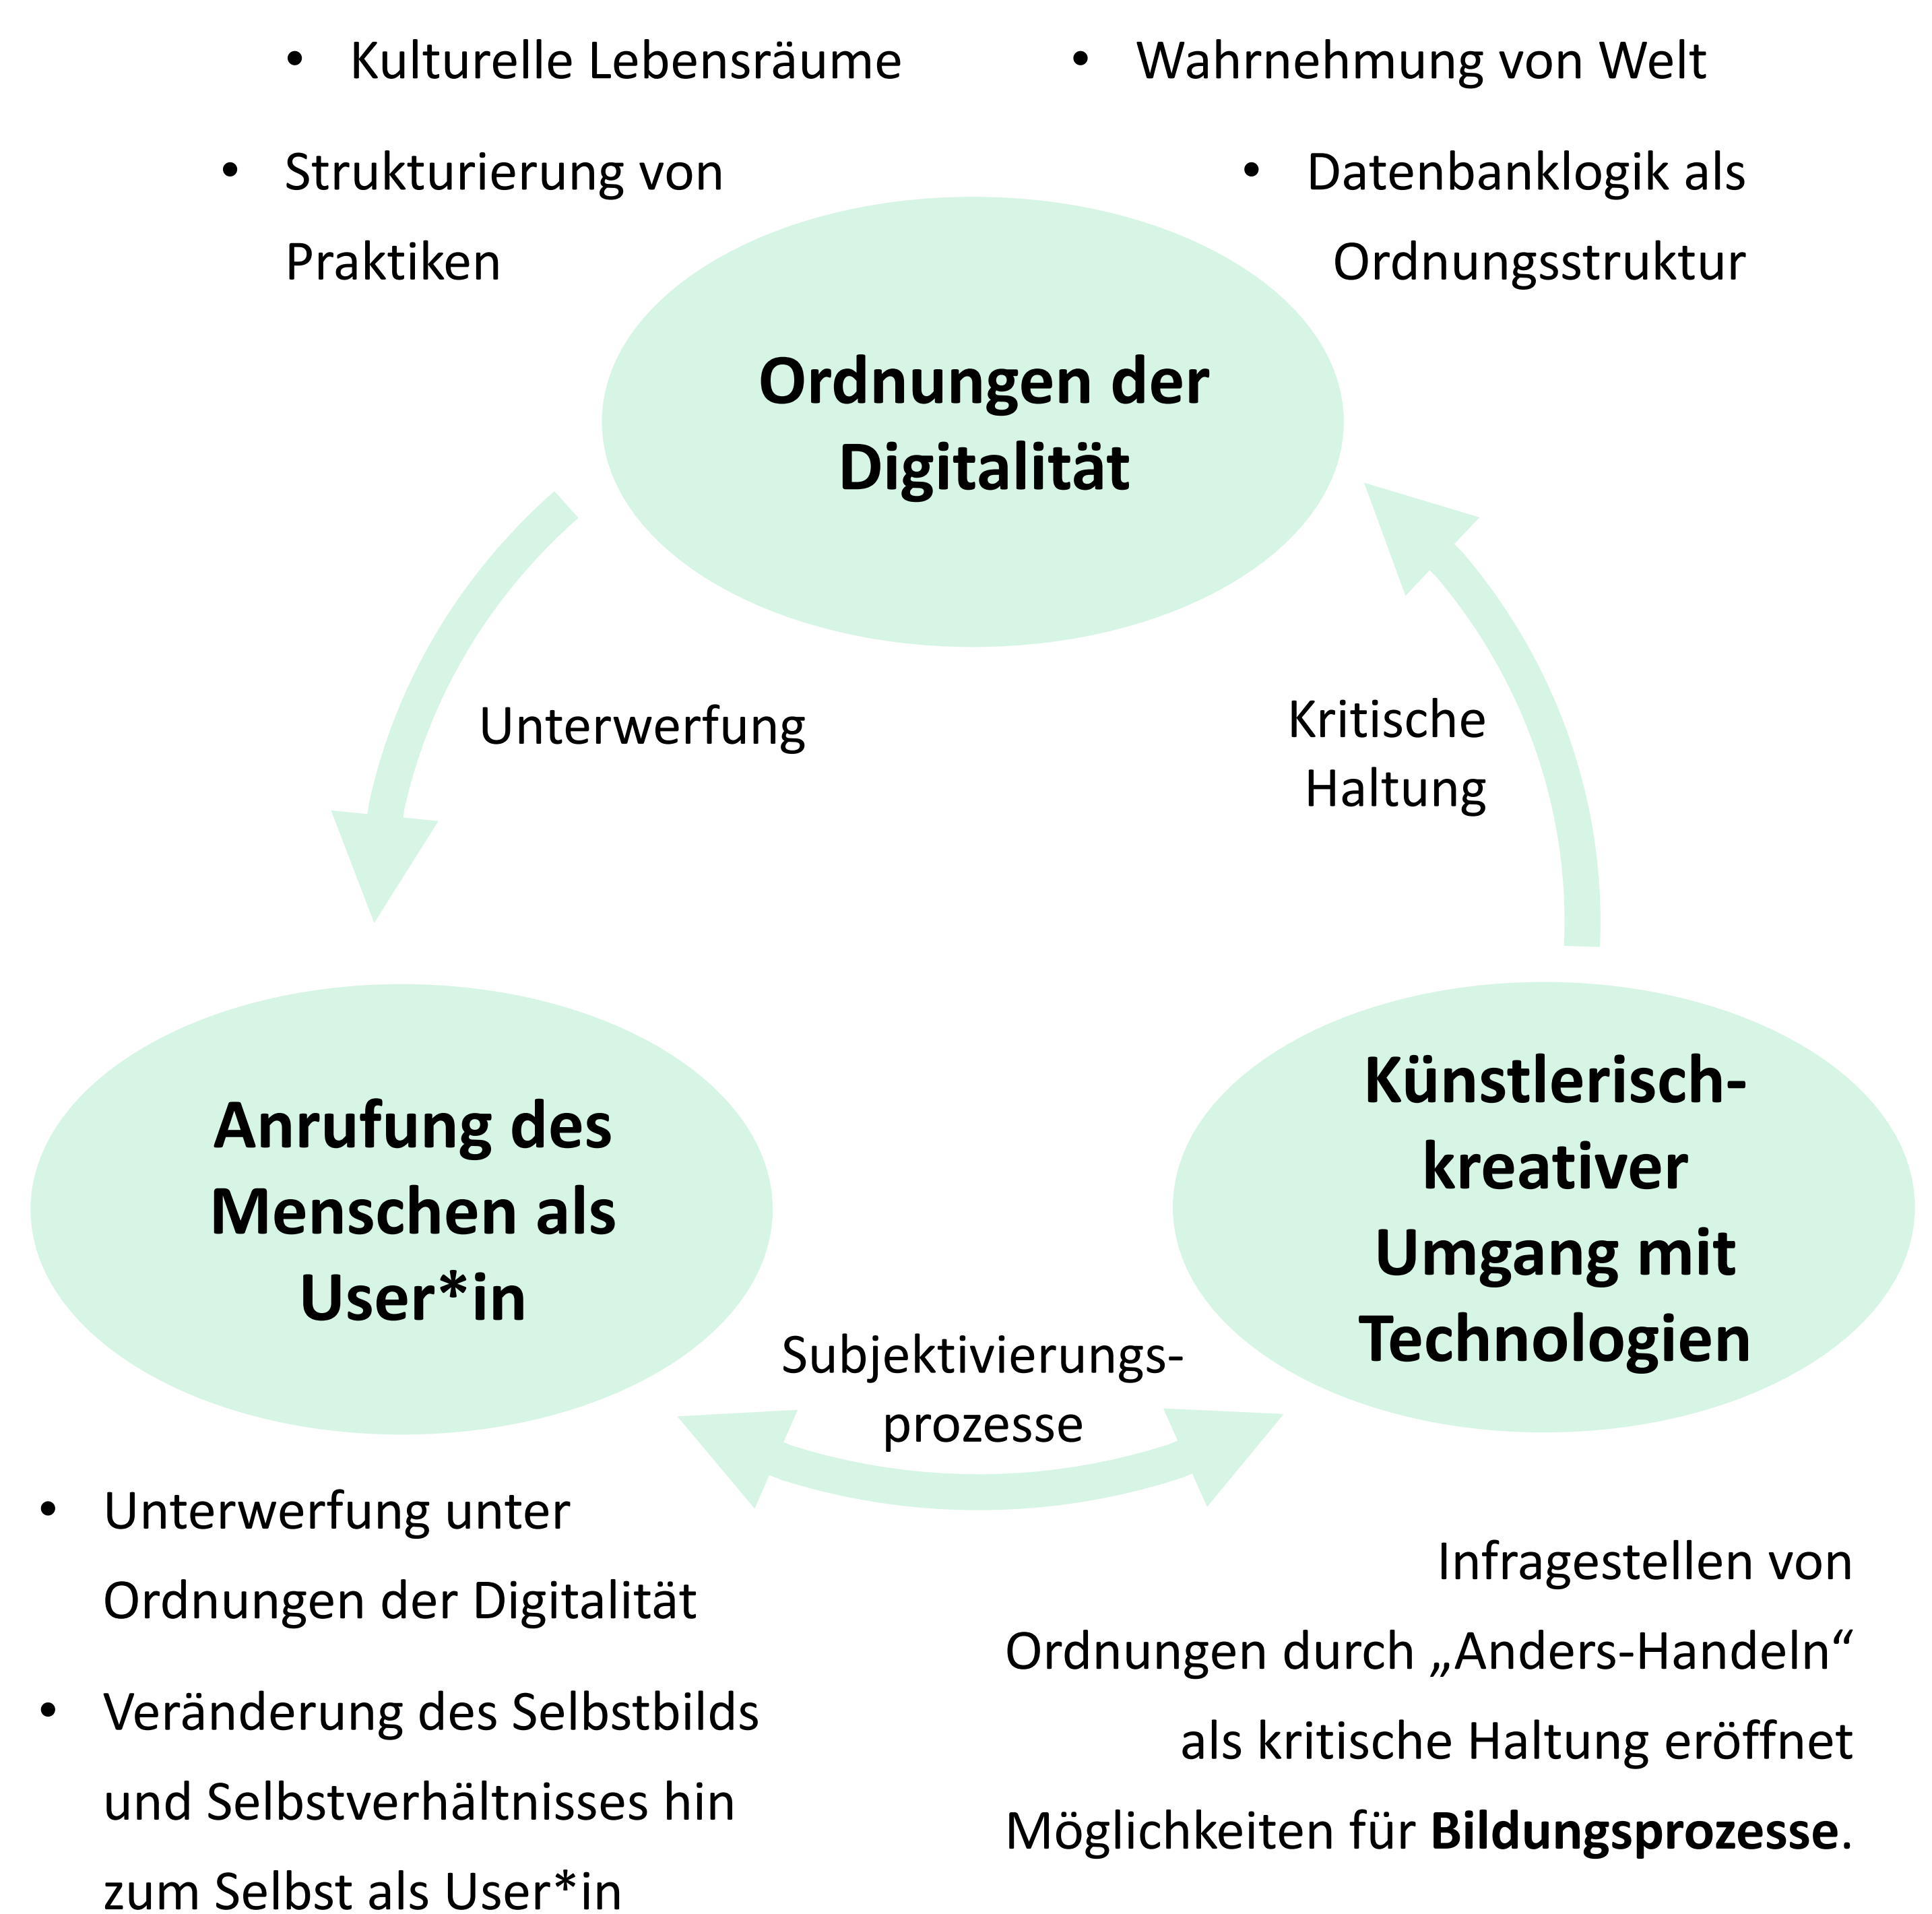 • Kulturelle Lebensräume
• Wahrnehmung von Welt
• Strukturierung von
Praktiken
• Datenbanklogik als
Ordnungsstruktur
Ordnungen der
Digitalität
Unterwerfung
Kritische
Haltung
Anrufung des
Menschen als
User*in
Künstlerisch-
kreativer
Umgang mit
Technologien
Subjektivierungs-
prozesse
• Unterwerfung unter
Ordnungen der Digitalität
• Veränderung des Selbstbilds
und Selbstverhältnisses hin
zum Selbst als User*in
Infragestellen von
Ordnungen durch „Anders-Handeln“
als kritische Haltung eröffnet
Möglichkeiten für Bildungsprozesse.